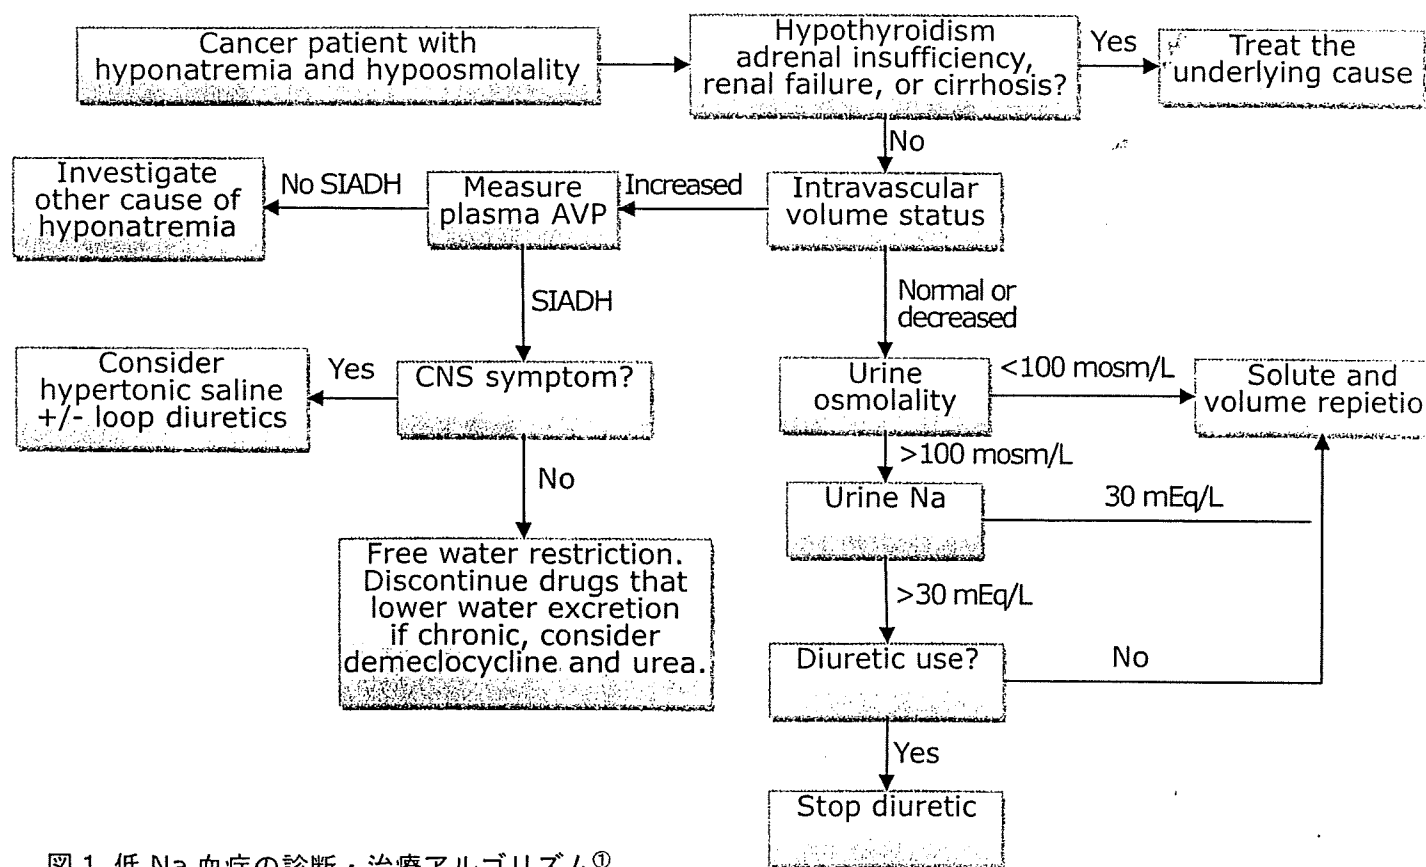 Cancer patient with
hyponatremia and hypoosmolality
Hypothyroidism
adrenal insufficiency,
renal failure, or cirrhosis?
Yes
Treat the
underlying cause
No
Investigate
other cause of
hyponatremia
No SIADH
Measure
plasma AVP
Increased
Intravascular
volume status
SIADH
Normal or
decreased
Consider
hypertonic saline
+/- loop diuretics
Yes
CNS symptom?
Urine
osmolality
<100 mosm/L
Solute and
volume repietio
>100 mosm/L
No
Urine Na
30 mEq/L
Free water restriction.
Discontinue drugs that
lower water excretion
if chronic, consider
demeclocycline and urea.
>30 mEq/L
Diuretic use?
No
Yes
Stop diuretic
図 1 低 Na 血症の診断・治療アルゴリズム①